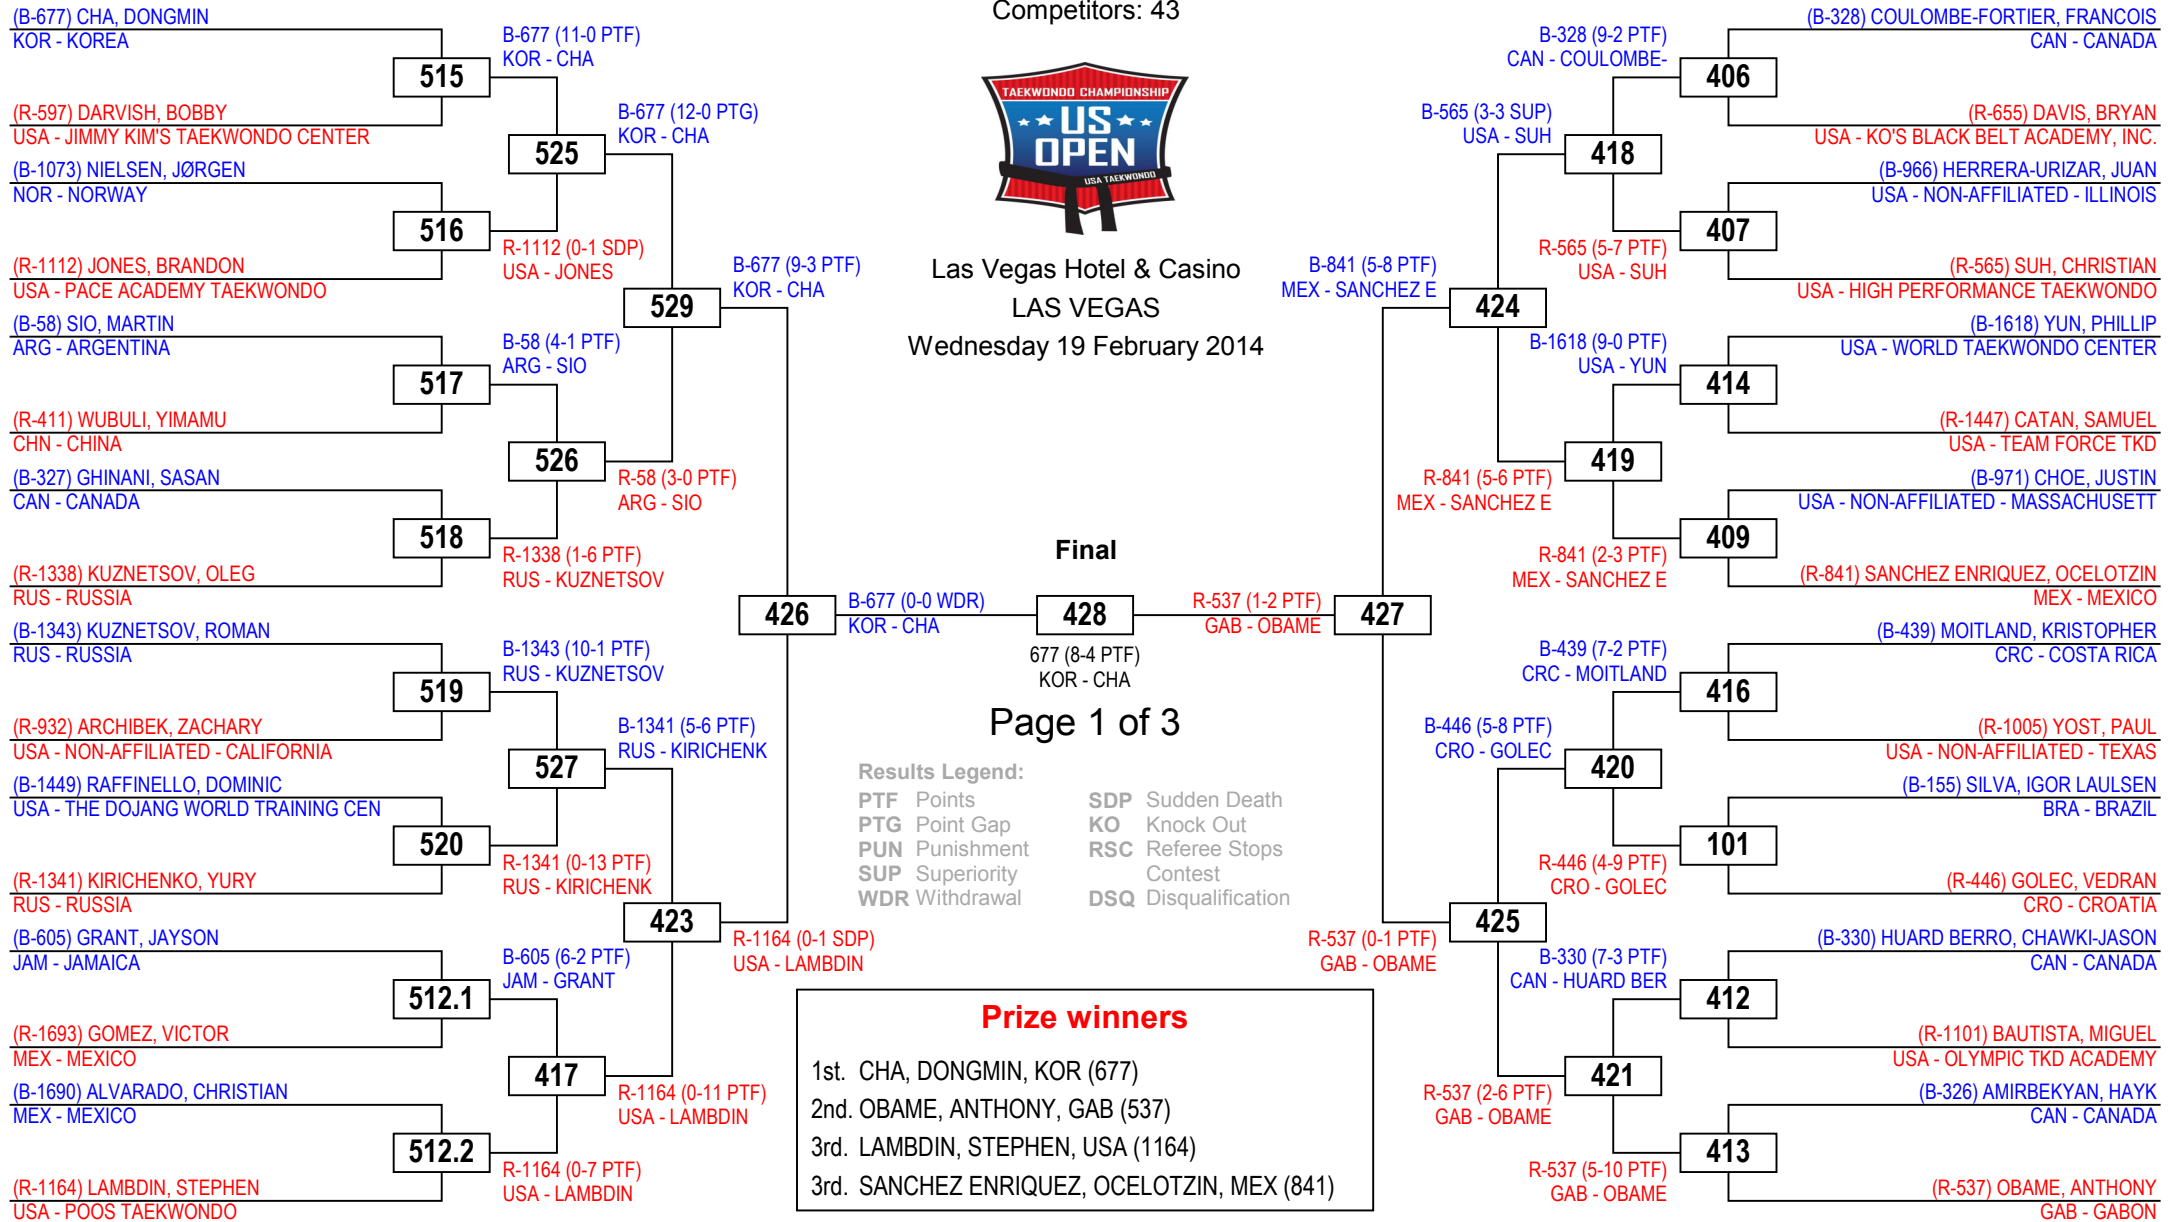 (B-677) CHA, DONGMIN
KOR - KOREA
(R-597) DARVISH, BOBBY
USA - JIMMY KIM'S TAEKWONDO CENTER
(B-1073) NIELSEN, JØRGEN
NOR - NORWAY
(R-1112) JONES, BRANDON
USA - PACE ACADEMY TAEKWONDO
(B-58) SIO, MARTIN
ARG - ARGENTINA
(R-411) WUBULI, YIMAMU
CHN - CHINA
(B-327) GHINANI, SASAN
CAN - CANADA
(R-1338) KUZNETSOV, OLEG
RUS - RUSSIA
(B-1343) KUZNETSOV, ROMAN
RUS - RUSSIA
(R-932) ARCHIBEK, ZACHARY
USA - NON-AFFILIATED - CALIFORNIA
(B-1449) RAFFINELLO, DOMINIC
USA - THE DOJANG WORLD TRAINING CEN
(R-1341) KIRICHENKO, YURY
RUS - RUSSIA
(B-605) GRANT, JAYSON
JAM - JAMAICA
(R-1693) GOMEZ, VICTOR
MEX - MEXICO
(B-1690) ALVARADO, CHRISTIAN
MEX - MEXICO
(R-1164) LAMBDIN, STEPHEN
USA - POOS TAEKWONDO
515
516
517
518
519
520
512.1
512.2
B-677 (11-0 PTF)
KOR - CHA
R-1112 (0-1 SDP)
USA - JONES
B-58 (4-1 PTF)
ARG - SIO
R-1338 (1-6 PTF)
RUS - KUZNETSOV
B-1343 (10-1 PTF)
RUS - KUZNETSOV
R-1341 (0-13 PTF)
RUS - KIRICHENK
B-605 (6-2 PTF)
JAM - GRANT
R-1164 (0-7 PTF)
USA - LAMBDIN
525
526
527
417
B-677 (12-0 PTG)
KOR - CHA
R-58 (3-0 PTF)
ARG - SIO
B-1341 (5-6 PTF)
RUS - KIRICHENK
R-1164 (0-11 PTF)
USA - LAMBDIN
529
423
B-677 (9-3 PTF)
KOR - CHA
R-1164 (0-1 SDP)
USA - LAMBDIN
426
B-677 (0-0 WDR)
KOR - CHA
Competitors: 43
TAEKWONDO CHAMPIONSHIP
US
OPEN
USA TAEKWONDO
Las Vegas Hotel & Casino
LAS VEGAS
Wednesday 19 February 2014
Final
428
677 (8-4 PTF)
KOR - CHA
Page 1 of 3
Results Legend:
PTF Points
PTG Point Gap
PUN Punishment
SUP Superiority
WDR Withdrawal
SDP Sudden Death
KO Knock Out
RSC Referee Stops
Contest
DSQ Disqualification
Prize winners
1st. CHA, DONGMIN, KOR (677)
2nd. OBAME, ANTHONY, GAB (537)
3rd. LAMBDIN, STEPHEN, USA (1164)
3rd. SANCHEZ ENRIQUEZ, OCELOTZIN, MEX (841)
R-537 (1-2 PTF)
GAB - OBAME
427
B-841 (5-8 PTF)
MEX - SANCHEZ E
R-537 (0-1 PTF)
GAB - OBAME
424
425
B-565 (3-3 SUP)
USA - SUH
R-841 (5-6 PTF)
MEX - SANCHEZ E
B-446 (5-8 PTF)
CRO - GOLEC
R-537 (2-6 PTF)
GAB - OBAME
418
419
420
421
B-328 (9-2 PTF)
CAN - COULOMBE-
R-565 (5-7 PTF)
USA - SUH
B-1618 (9-0 PTF)
USA - YUN
R-841 (2-3 PTF)
MEX - SANCHEZ E
B-439 (7-2 PTF)
CRC - MOITLAND
R-446 (4-9 PTF)
CRO - GOLEC
B-330 (7-3 PTF)
CAN - HUARD BER
R-537 (5-10 PTF)
GAB - OBAME
406
407
414
409
416
101
412
413
(B-328) COULOMBE-FORTIER, FRANCOIS
CAN - CANADA
(R-655) DAVIS, BRYAN
USA - KO'S BLACK BELT ACADEMY, INC.
(B-966) HERRERA-URIZAR, JUAN
USA - NON-AFFILIATED - ILLINOIS
(R-565) SUH, CHRISTIAN
USA - HIGH PERFORMANCE TAEKWONDO
(B-1618) YUN, PHILLIP
USA - WORLD TAEKWONDO CENTER
(R-1447) CATAN, SAMUEL
USA - TEAM FORCE TKD
(B-971) CHOE, JUSTIN
USA - NON-AFFILIATED - MASSACHUSETT
(R-841) SANCHEZ ENRIQUEZ, OCELOTZIN
MEX - MEXICO
(B-439) MOITLAND, KRISTOPHER
CRC - COSTA RICA
(R-1005) YOST, PAUL
USA - NON-AFFILIATED - TEXAS
(B-155) SILVA, IGOR LAULSEN
BRA - BRAZIL
(R-446) GOLEC, VEDRAN
CRO - CROATIA
(B-330) HUARD BERRO, CHAWKI-JASON
CAN - CANADA
(R-1101) BAUTISTA, MIGUEL
USA - OLYMPIC TKD ACADEMY
(B-326) AMIRBEKYAN, HAYK
CAN - CANADA
(R-537) OBAME, ANTHONY
GAB - GABON